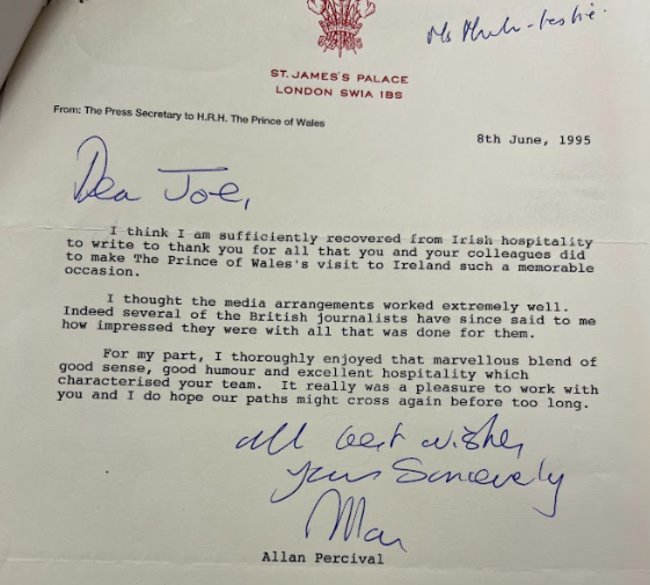 ST. JAMES'S PALACE
LONDON SW1A 1BS
From: The Press Secretary to H.R.H. The Prince of Wales
8th June, 1995
Dear Joe,
I think I am sufficiently recovered from Irish hospitality
to write to thank you for all that you and your colleagues did
to make The Prince of Wales's visit to Ireland such a memorable
occasion.
I thought the media arrangements worked extremely well.
Indeed several of the British journalists have since said to me
how impressed they were with all that was done for them.
For my part, I thoroughly enjoyed that marvellous blend of
good sense, good humour and excellent hospitality which
characterised your team. It really was a pleasure to work with
you and I do hope our paths might cross again before too long.
All best wishes,
Yours Sincerely
Allan
Allan Percival